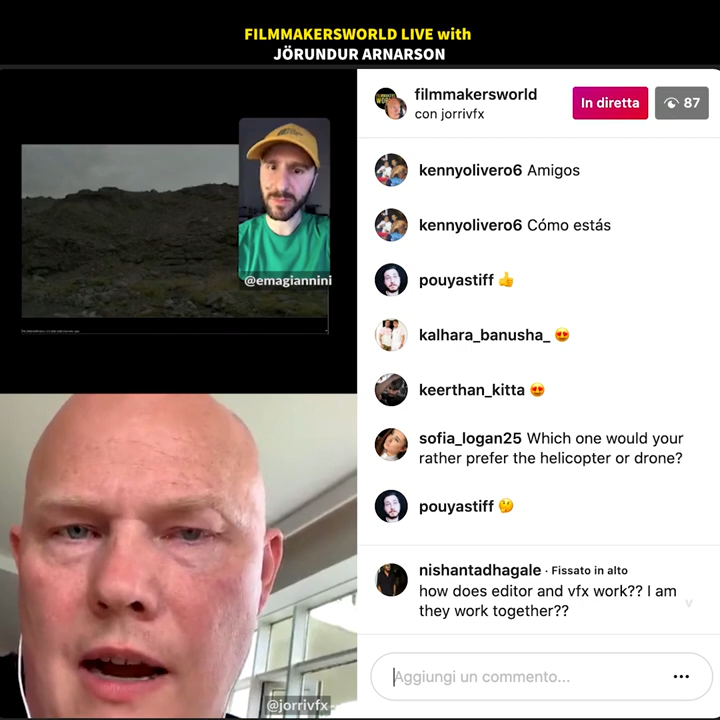 FILMMAKERSWORLD LIVE with
JÖRUNDUR ARNARSON
@emagiannini
@jorrivfx
filmmakersworld
con jorrivfx
In diretta
87
kennyolivero6 Amigos
kennyolivero6 Cómo estás
pouyastiff 👍
kalhara_banusha_ 😍
keerthan_kitta 😍
sofia_logan25 Which one would your
rather prefer the helicopter or drone?
pouyastiff 🤔
nishantadhagale · Fissato in alto
how does editor and vfx work?? I am
they work together??
Aggiungi un commento...